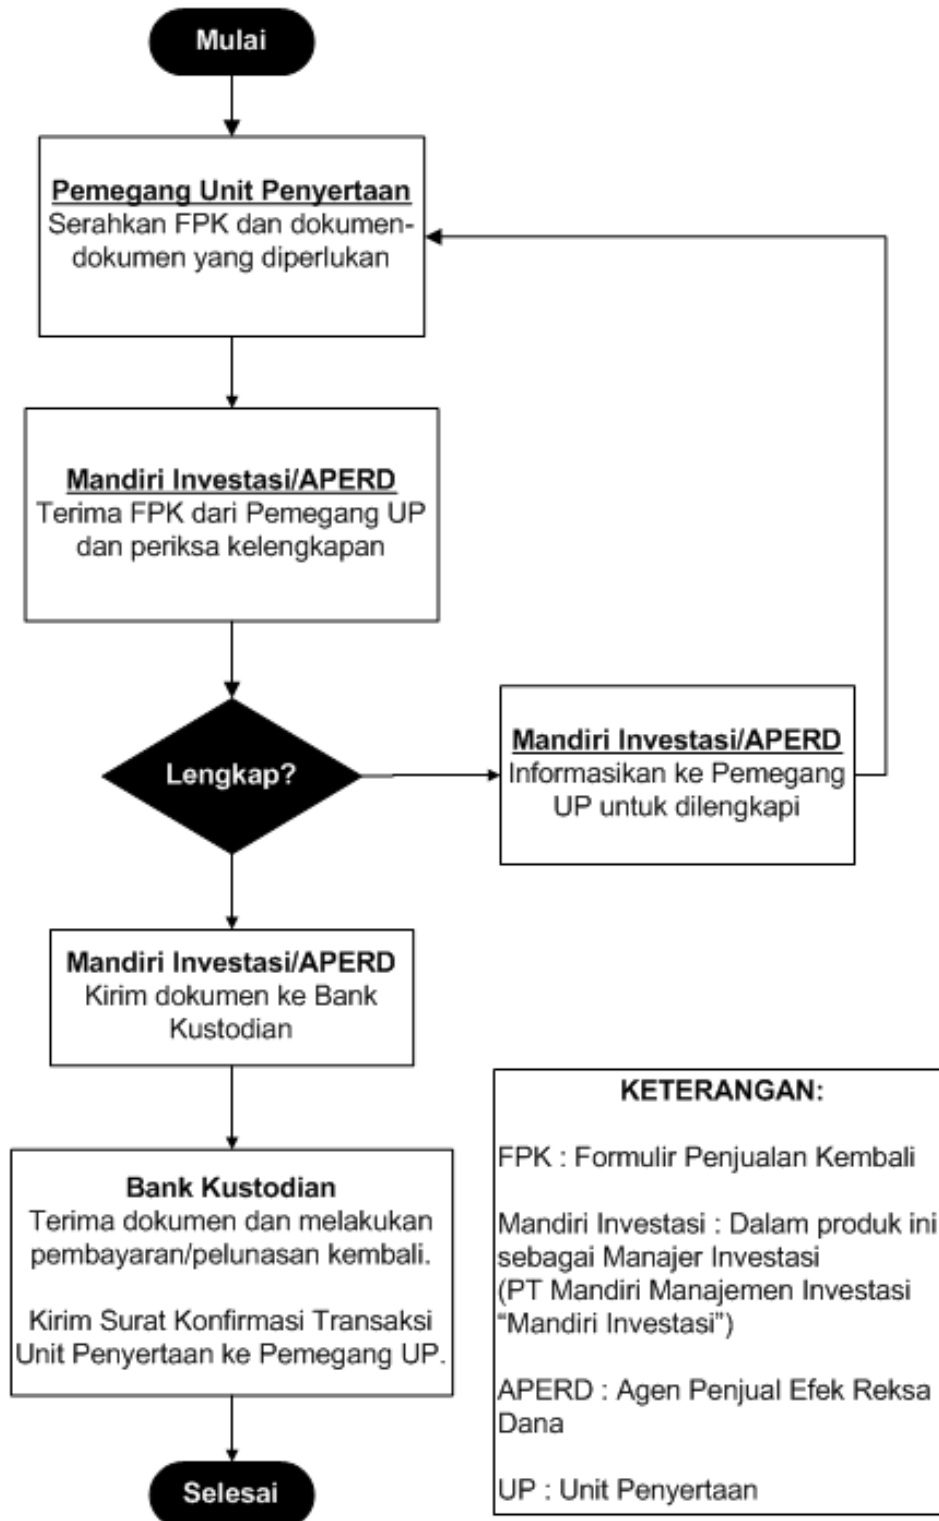 Mulai
Pemegang Unit Penyertaan
Serahkan FPK dan dokumen-
dokumen yang diperlukan
Mandiri Investasi/APERD
Terima FPK dari Pemegang UP
dan periksa kelengkapan
Lengkap?
Mandiri Investasi/APERD
Informasikan ke Pemegang
UP untuk dilengkapi
Mandiri Investasi/APERD
Kirim dokumen ke Bank
Kustodian
Bank Kustodian
Terima dokumen dan melakukan
pembayaran/pelunasan kembali.
Kirim Surat Konfirmasi Transaksi
Unit Penyertaan ke Pemegang UP.
Selesai
KETERANGAN:
FPK : Formulir Penjualan Kembali
Mandiri Investasi : Dalam produk ini
sebagai Manajer Investasi
(PT Mandiri Manajemen Investasi
“Mandiri Investasi”)
APERD : Agen Penjual Efek Reksa
Dana
UP : Unit Penyertaan